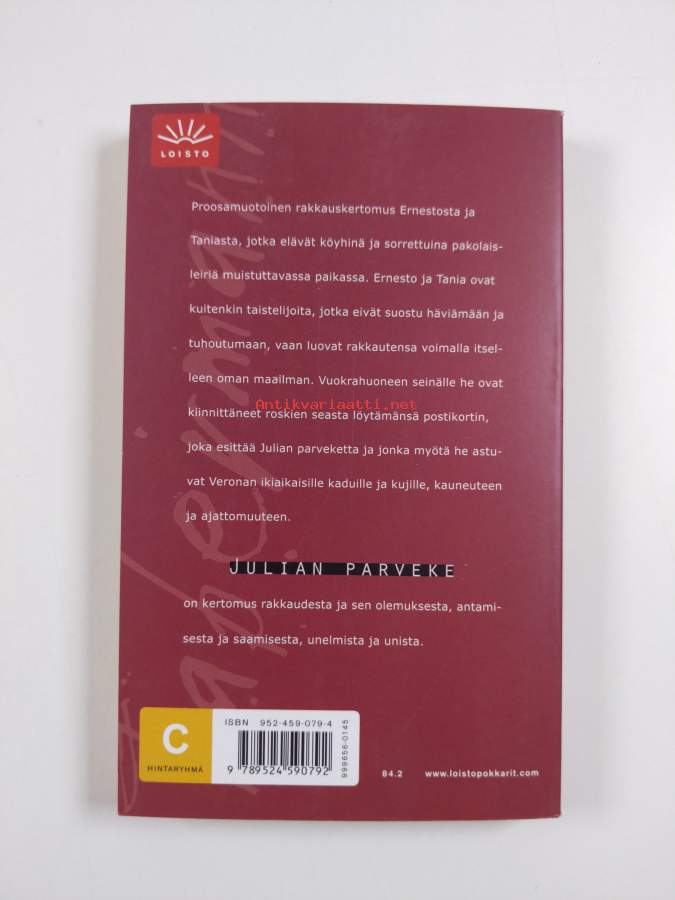 LOISTO
Proosamuotoinen rakkauskertomus Ernestosta ja
Taniasta, jotka elävät köyhinä ja sorrettuina pakolais-
leiriä muistuttavassa paikassa. Ernesto ja Tania ovat
kuitenkin taistelijoita, jotka eivät suostu häviämään ja
tuhoutumaan, vaan luovat rakkautensa voimalla itsel-
leen oman maailman. Vuokrahuoneen seinälle he ovat
Antikvariaatti.net
kiinnittäneet roskien seasta löytämänsä postikortin,
joka esittää Julian parveketta ja jonka myötä he astu-
vat Veronan ikiaikaisille kaduille ja kujille, kauneuteen
ja ajattomuuteen.
JULIAN PARVEKE
on kertomus rakkaudesta ja sen olemuksesta, antami-
sesta ja saamisesta, unelmista ja unista.
C
HINTARYHMÄ
ISBN 952-459-079-4
9 789524 590792
999656-0145
84.2 www.loistopokkarit.com